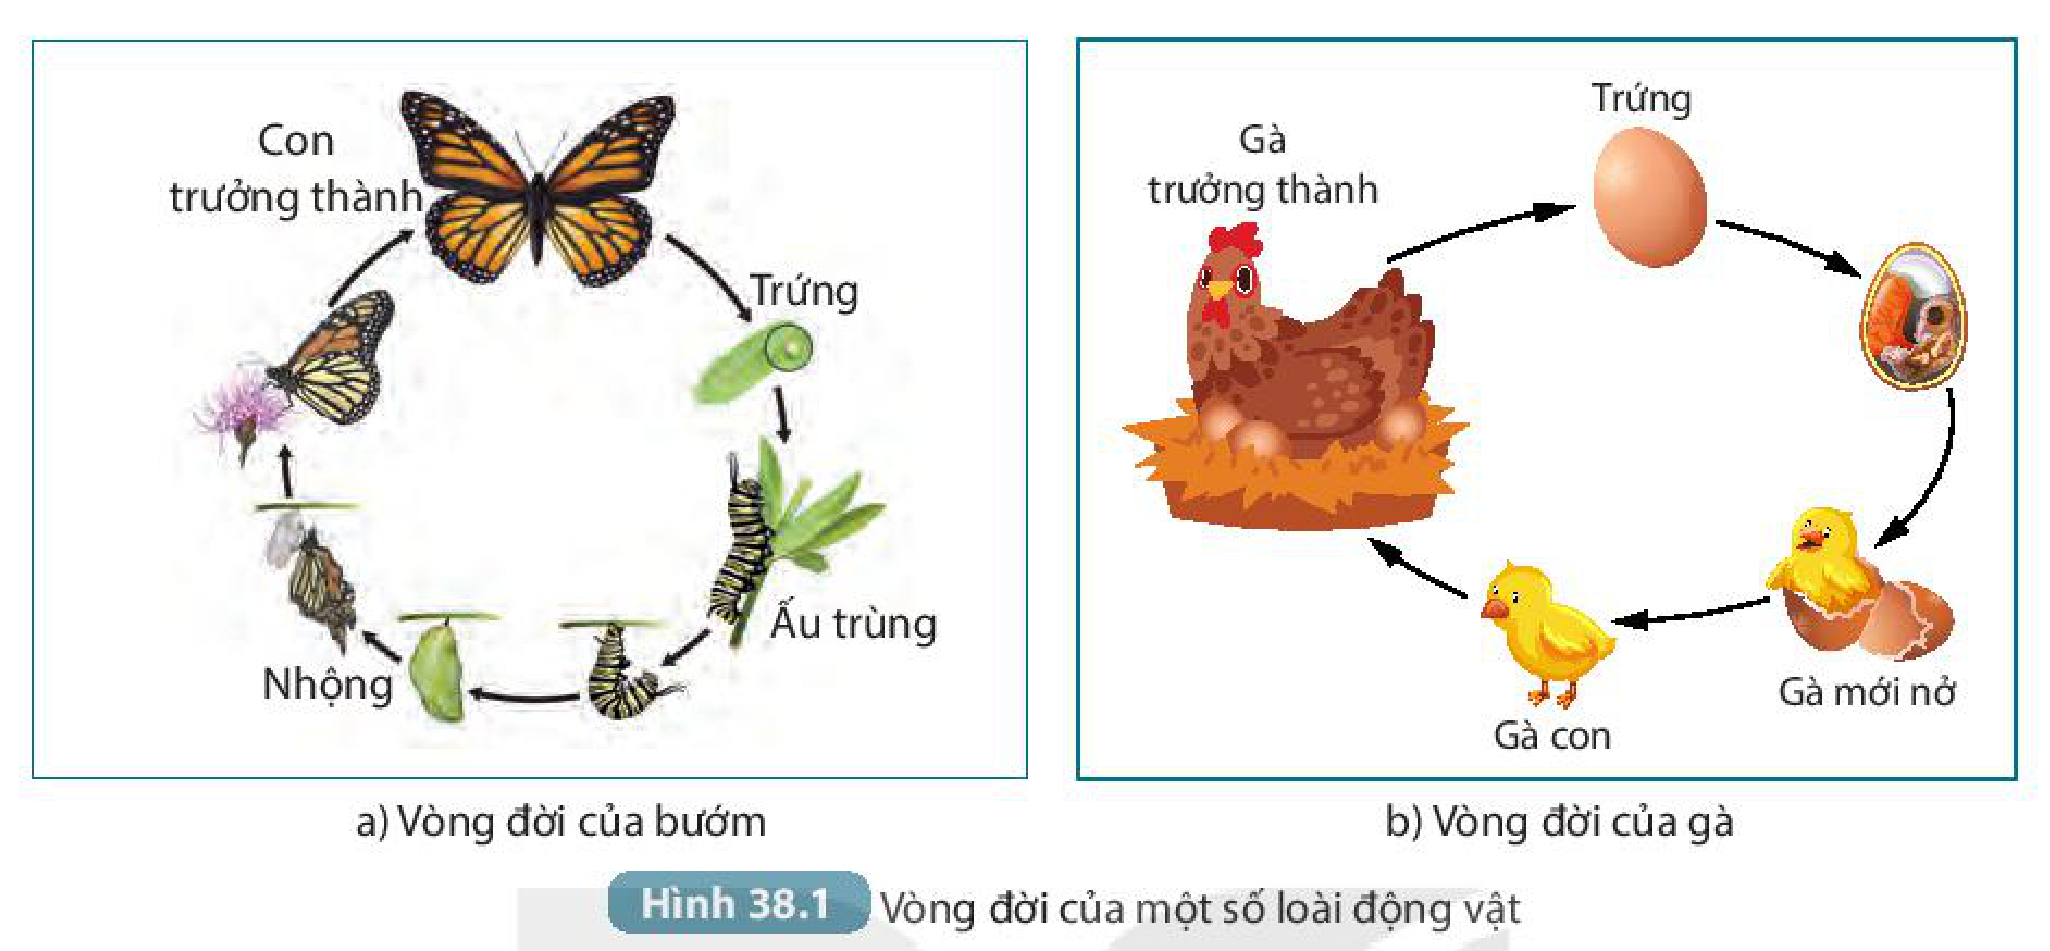 Con
trưởng thành
Trứng
Ấu trùng
Nhộng
a) Vòng đời của bướm
Trứng
Gà
trưởng thành
Gà mới nở
Gà con
b) Vòng đời của gà
Hình 38.1 Vòng đời của một số loài động vật